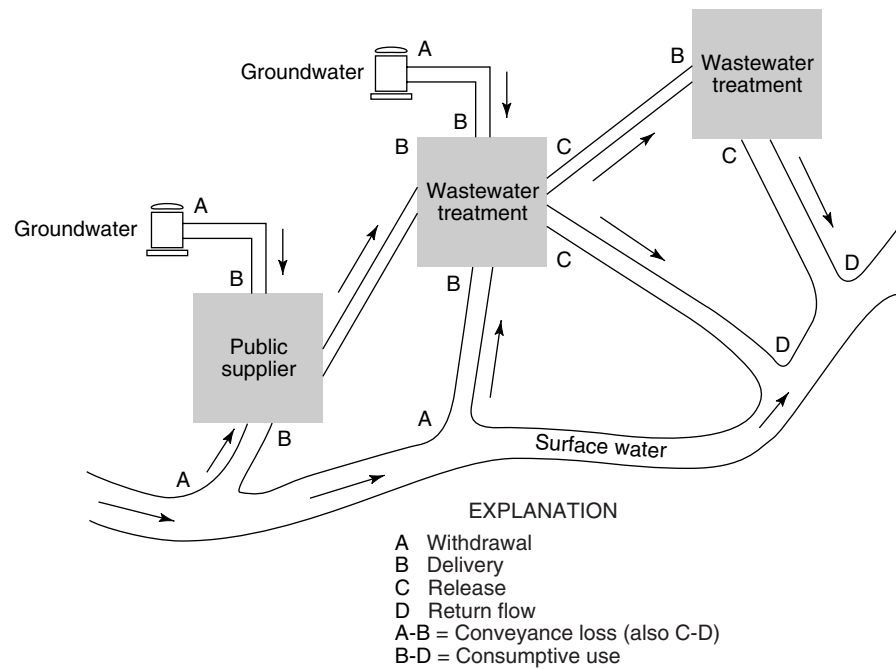 A
B
Wastewater
treatment
Groundwater
B
B
C
C
Wastewater
treatment
A
Groundwater
D
C
B
B
Public
supplier
D
A
B
Surface water
A
EXPLANATION
A Withdrawal
B Delivery
C Release
D Return flow
A-B = Conveyance loss (also C-D)
B-D = Consumptive use